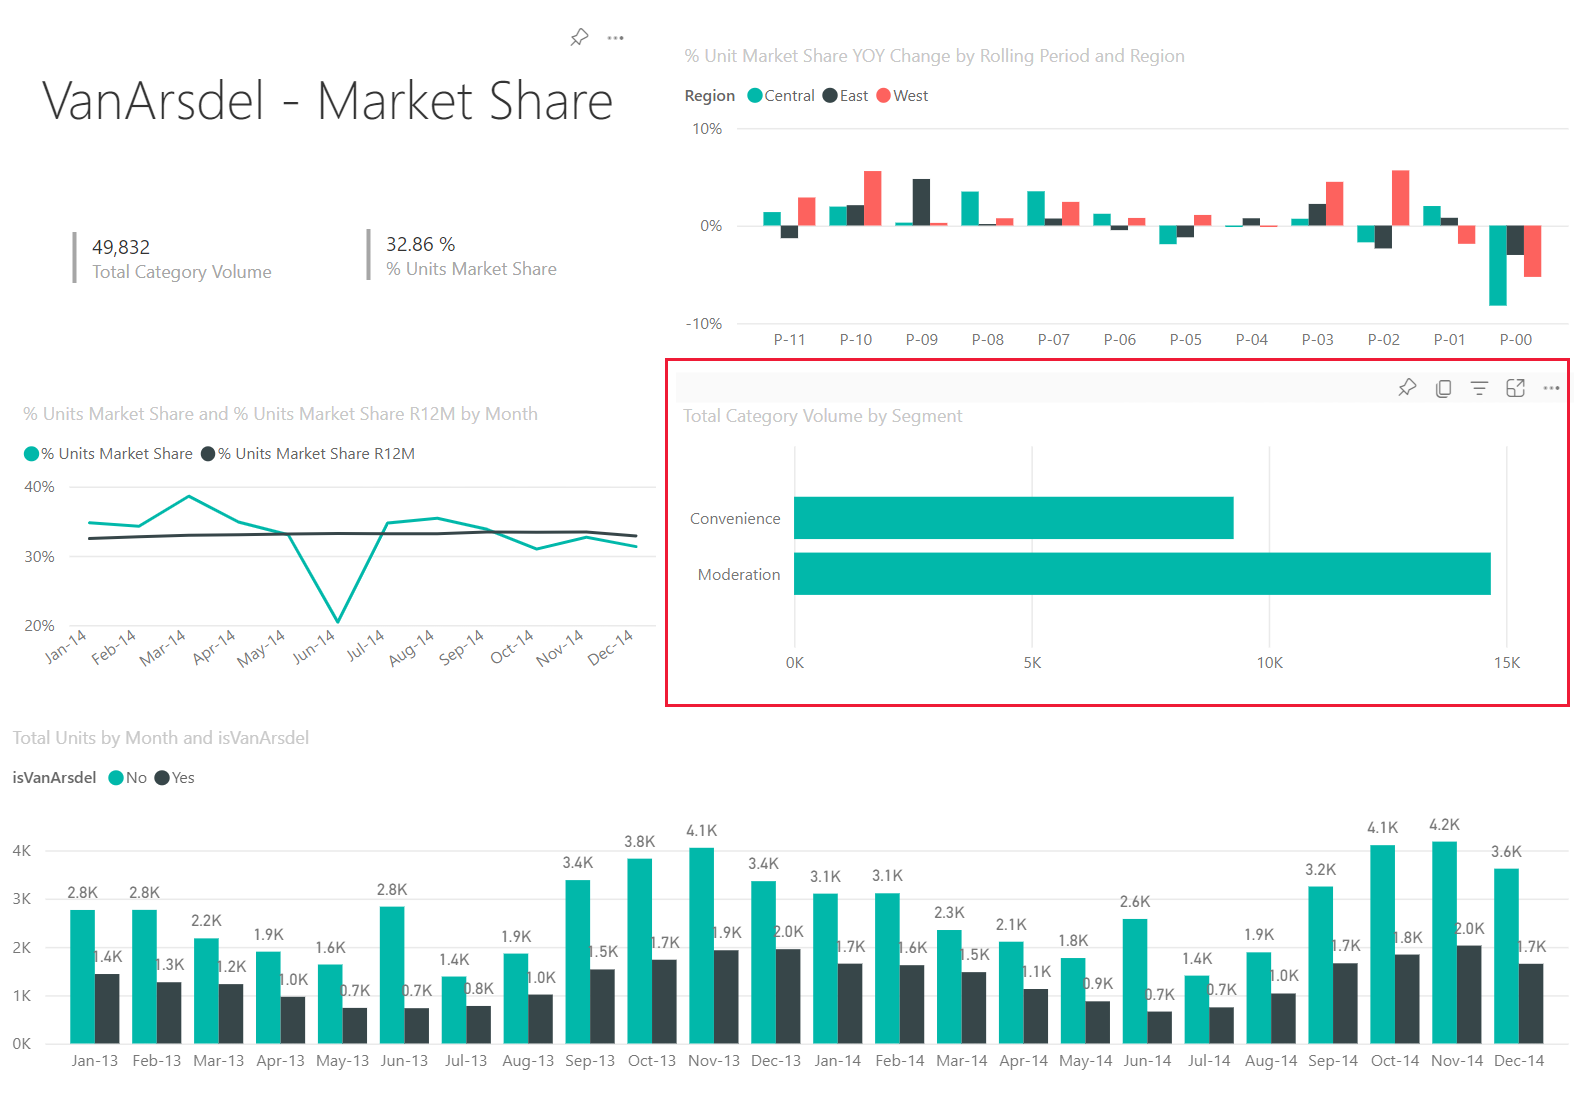 VanArsdel - Market Share
49,832
Total Category Volume
32.86 %
% Units Market Share
% Unit Market Share YOY Change by Rolling Period and Region
Region Central East West
10%
0%
-10%
P-11 P-10 P-09 P-08 P-07 P-06 P-05 P-04 P-03 P-02 P-01 P-00
% Units Market Share and % Units Market Share R12M by Month
% Units Market Share % Units Market Share R12M
40%
30%
20%
Jan-14 Feb-14 Mar-14 Apr-14 May-14 Jun-14 Jul-14 Aug-14 Sep-14 Oct-14 Nov-14 Dec-14
Total Category Volume by Segment
Convenience
Moderation
0K 5K 10K 15K
Total Units by Month and isVanArsdel
isVanArsdel No Yes
4K
3K
2K
1K
0K
2.8K 2.8K 2.2K 1.9K 1.6K 2.8K 1.4K 1.9K 3.4K 3.8K 4.1K 3.4K 3.1K 3.1K 2.3K 2.1K 1.8K 2.6K 1.4K 1.9K 3.2K 4.1K 4.2K 3.6K
1.4K 1.3K 1.2K 1.0K 0.7K 0.7K 0.8K 1.0K 1.5K 1.7K 1.9K 2.0K 1.7K 1.6K 1.5K 1.1K 0.9K 0.7K 0.7K 1.0K 1.7K 1.8K 2.0K 1.7K
Jan-13 Feb-13 Mar-13 Apr-13 May-13 Jun-13 Jul-13 Aug-13 Sep-13 Oct-13 Nov-13 Dec-13 Jan-14 Feb-14 Mar-14 Apr-14 May-14 Jun-14 Jul-14 Aug-14 Sep-14 Oct-14 Nov-14 Dec-14